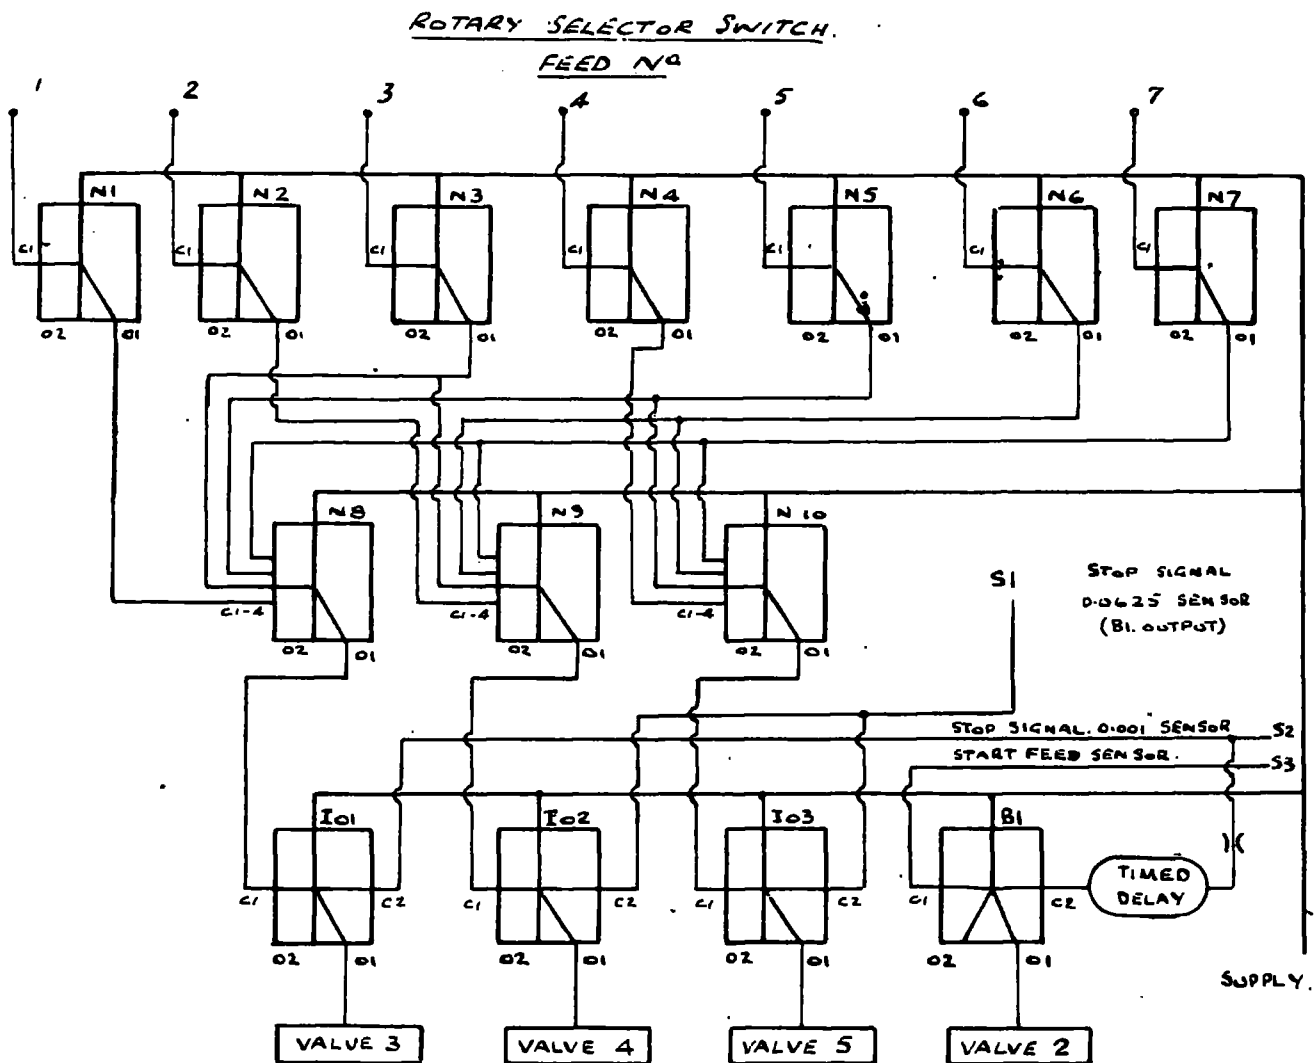 ROTARY SELECTOR SWITCH.
FEED Nº
1 2 3 4 5 6 7
N1 N2 N3 N4 N5 N6 N7
C1 C1 C1 C1 C1 C1 C1
O2 O1 O2 O1 O2 O1 O2 O1 O2 O1 O2 O1 O2 O1
N8 N9 N10
C1-4 C1-4 C1-4
O2 O1 O2 O1 O2 O1
S1
STOP SIGNAL
0.0625 SENSOR
(B1. OUTPUT)
STOP SIGNAL. 0.001 SENSOR S2
START FEED SENSOR. S3
I01 I02 I03 B1
C1 C2 C1 C2 C1 C2 C1 C2
TIMED
DELAY
O2 O1 O2 O1 O2 O1 O2 O1
SUPPLY.
VALVE 3 VALVE 4 VALVE 5 VALVE 2